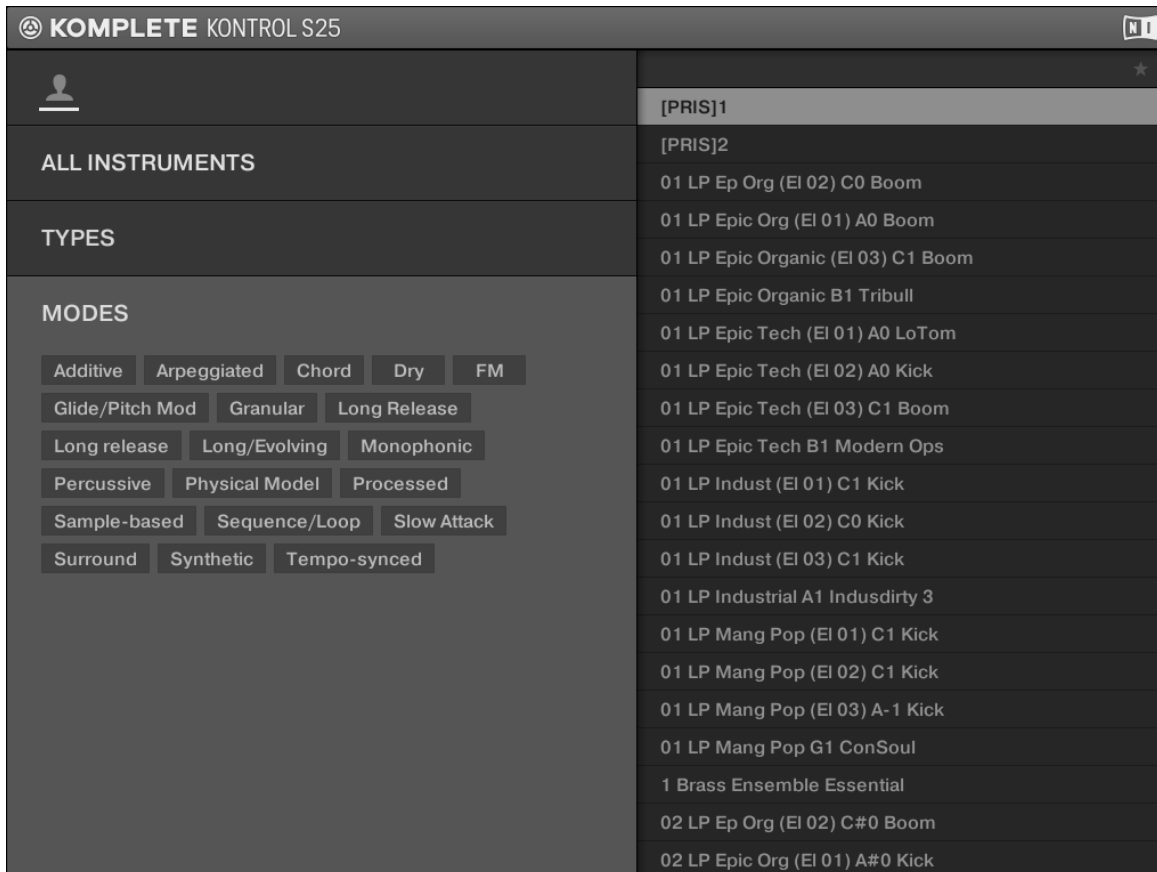 KOMPLETE KONTROL S25
NI
ALL INSTRUMENTS
TYPES
MODES
Additive Arpeggiated Chord Dry FM
Glide/Pitch Mod Granular Long Release
Long release Long/Evolving Monophonic
Percussive Physical Model Processed
Sample-based Sequence/Loop Slow Attack
Surround Synthetic Tempo-synced
[PRIS]1
[PRIS]2
01 LP Ep Org (El 02) C0 Boom
01 LP Epic Org (El 01) A0 Boom
01 LP Epic Organic (El 03) C1 Boom
01 LP Epic Organic B1 Tribull
01 LP Epic Tech (El 01) A0 LoTom
01 LP Epic Tech (El 02) A0 Kick
01 LP Epic Tech (El 03) C1 Boom
01 LP Epic Tech B1 Modern Ops
01 LP Indust (El 01) C1 Kick
01 LP Indust (El 02) C0 Kick
01 LP Indust (El 03) C1 Kick
01 LP Industrial A1 Indusdirty 3
01 LP Mang Pop (El 01) C1 Kick
01 LP Mang Pop (El 02) C1 Kick
01 LP Mang Pop (El 03) A-1 Kick
01 LP Mang Pop G1 ConSoul
1 Brass Ensemble Essential
02 LP Ep Org (El 02) C#0 Boom
02 LP Epic Org (El 01) A#0 Kick